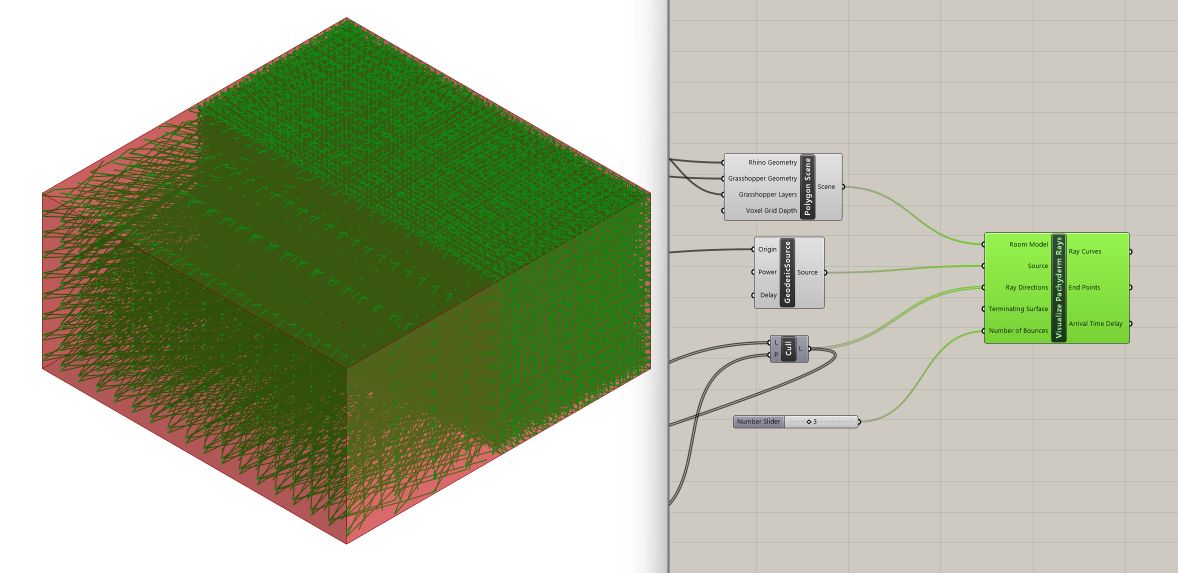 Rhino Geometry
Grasshopper Geometry
Grasshopper Layers
Voxel Grid Depth
Polygon Scene
Scene
Origin
Power
Delay
GeodesicSource
Source
L
P
Cull
L
Number Slider
3
Room Model
Source
Ray Directions
Terminating Surface
Number of Bounces
Visualize Pachyderm Rays
Ray Curves
End Points
Arrival Time Delay